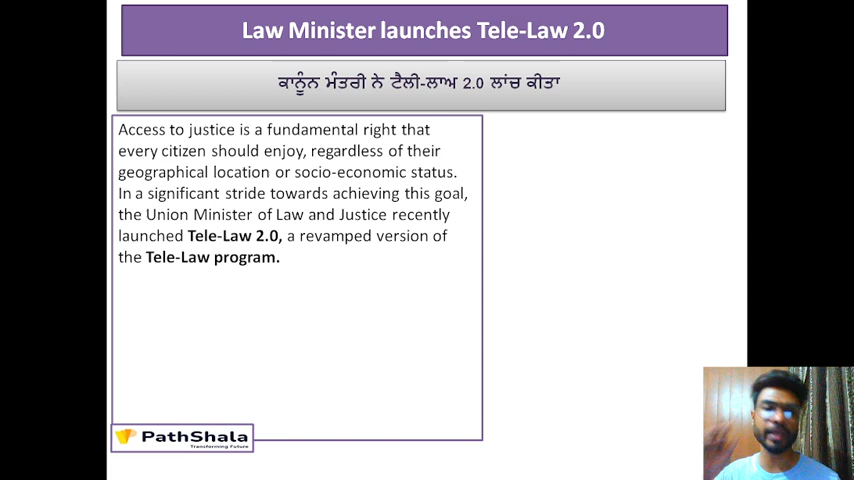 Law Minister launches Tele-Law 2.0
ਕਾਨੂੰਨ ਮੰਤਰੀ ਨੇ ਟੈਲੀ-ਲਾਅ 2.0 ਲਾਂਚ ਕੀਤਾ
Access to justice is a fundamental right that
every citizen should enjoy, regardless of their
geographical location or socio-economic status.
In a significant stride towards achieving this goal,
the Union Minister of Law and Justice recently
launched Tele-Law 2.0, a revamped version of
the Tele-Law program.
PathShala
Transforming Future